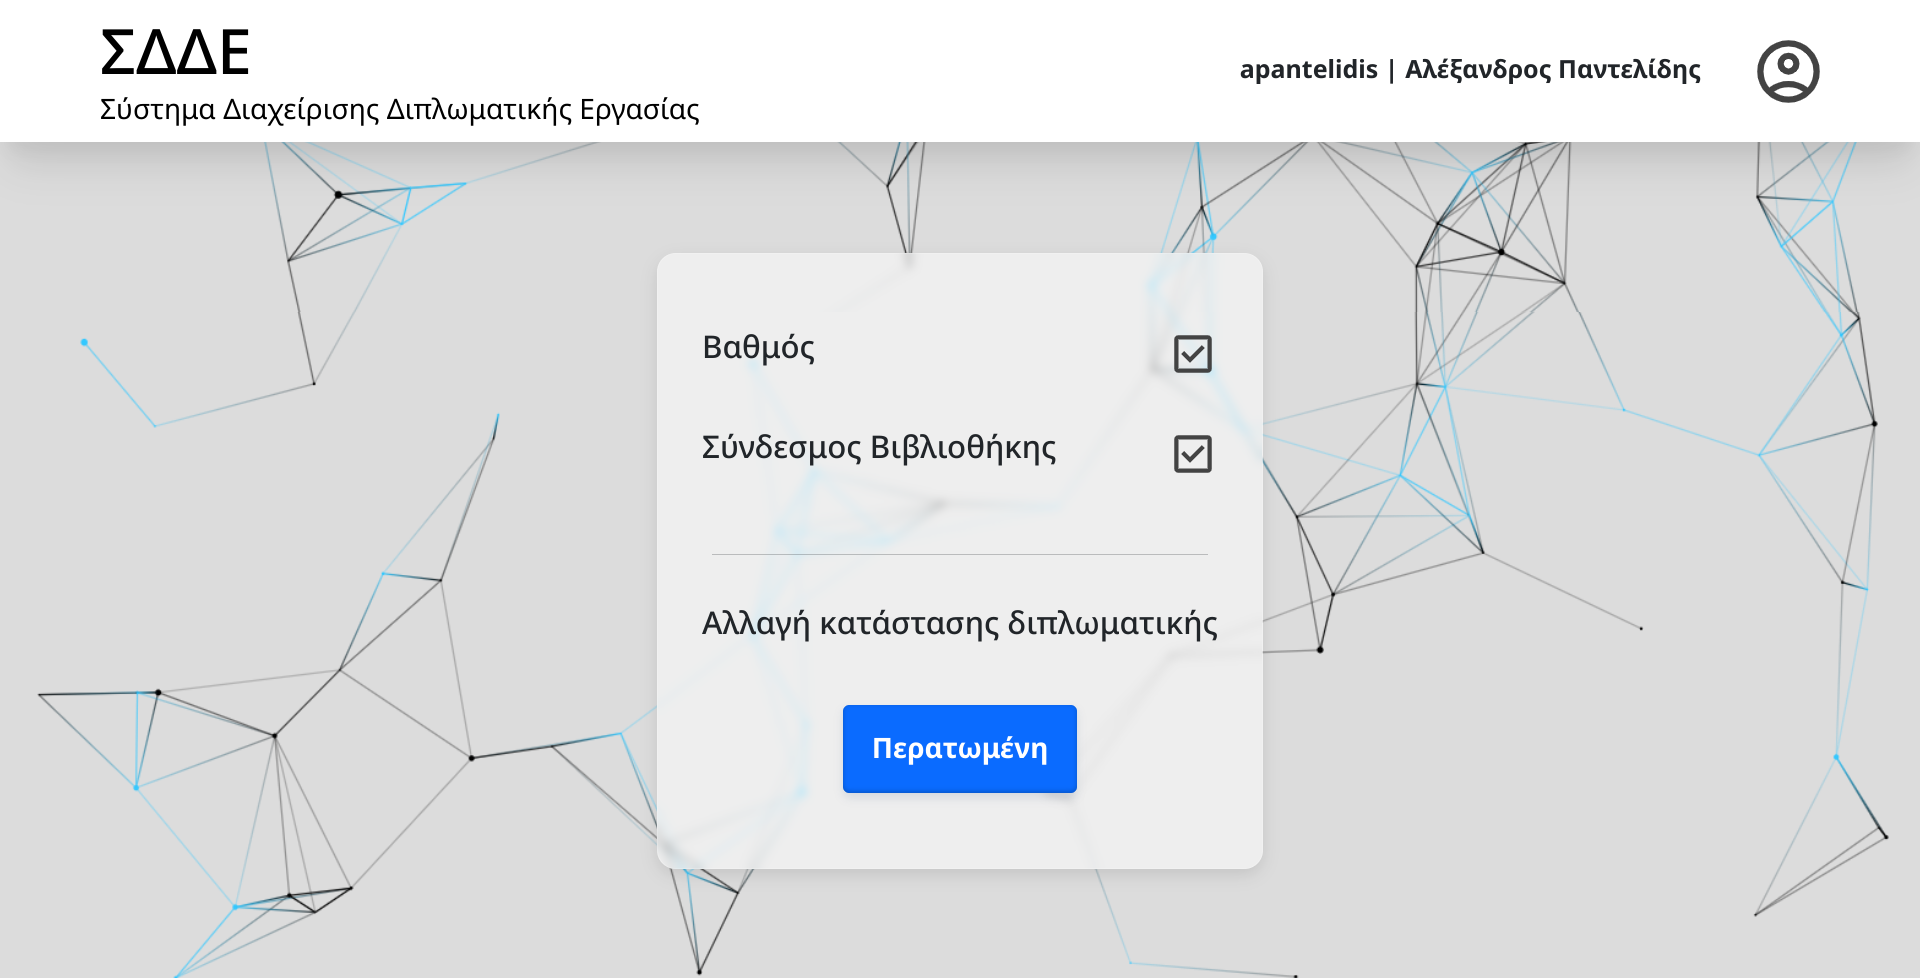 ΣΔΔΕ
Σύστημα Διαχείρισης Διπλωματικής Εργασίας
apantelidis | Αλέξανδρος Παντελίδης
Βαθμός
Σύνδεσμος Βιβλιοθήκης
Αλλαγή κατάστασης διπλωματικής
Περατωμένη